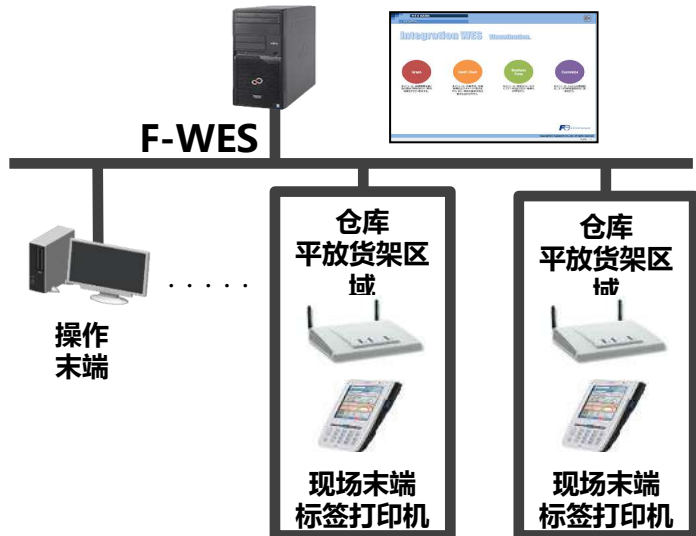 Integration WES Visualization.
F-WES
仓库
平放货架区
域
仓库
平放货架区
域
操作
末端
现场末端
标签打印机
现场末端
标签打印机